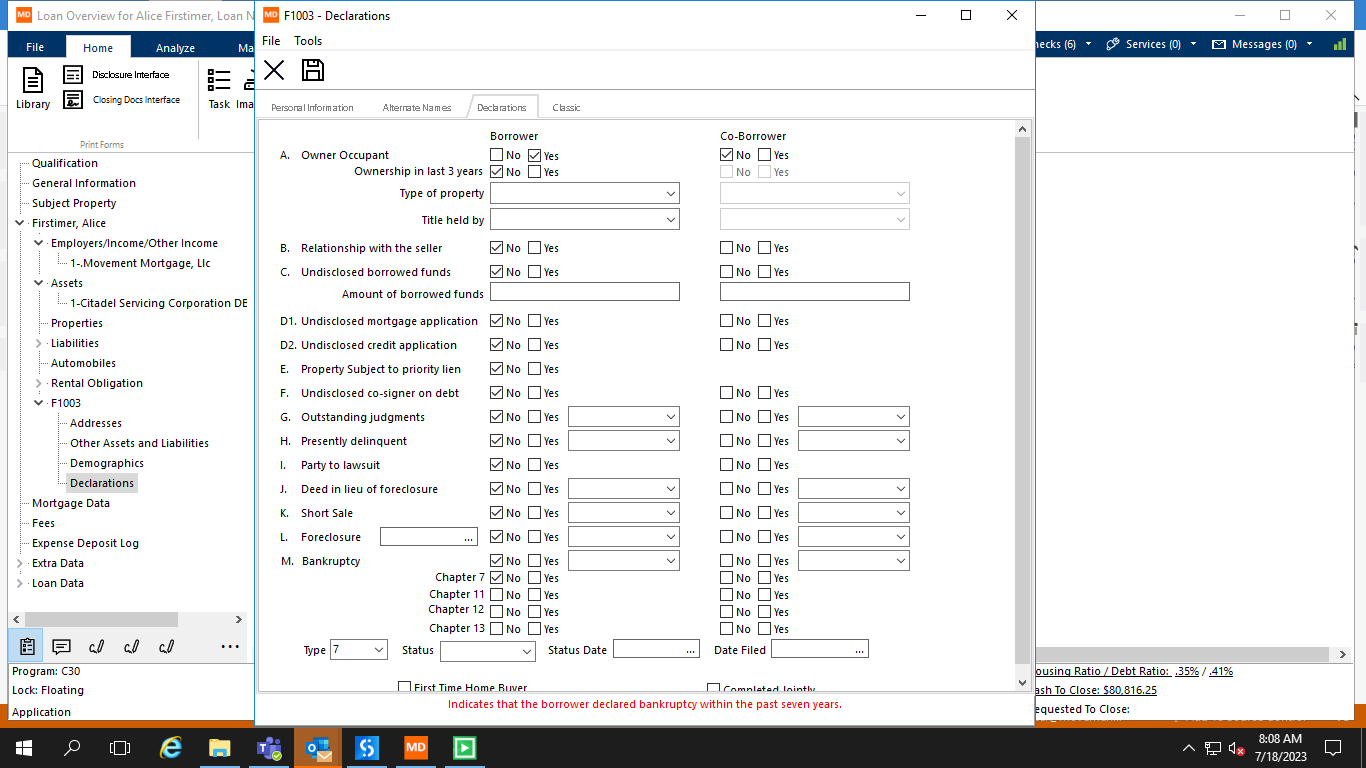 MD Loan Overview for Alice Firstimer, Loan N
MD F1003 - Declarations
File Home Analyze Ma
File Tools
hecks (6) Services (0) Messages (0)
Library
Disclosure Interface
Closing Docs Interface
Task Ima
Print Forms
Personal Information Alternate Names Declarations Classic
Qualification
General Information
Subject Property
Firstimer, Alice
Employers/Income/Other Income
1-.Movement Mortgage, Llc
Assets
1-Citadel Servicing Corporation DE
Properties
Liabilities
Automobiles
Rental Obligation
F1003
Addresses
Other Assets and Liabilities
Demographics
Declarations
Mortgage Data
Fees
Expense Deposit Log
Extra Data
Loan Data
Program: C30
Lock: Floating
Application
Borrower Co-Borrower
A. Owner Occupant No Yes No Yes
Ownership in last 3 years No Yes No Yes
Type of property
Title held by
B. Relationship with the seller No Yes No Yes
C. Undisclosed borrowed funds No Yes No Yes
Amount of borrowed funds
D1. Undisclosed mortgage application No Yes No Yes
D2. Undisclosed credit application No Yes No Yes
E. Property Subject to priority lien No Yes
F. Undisclosed co-signer on debt No Yes No Yes
G. Outstanding judgments No Yes No Yes
H. Presently delinquent No Yes No Yes
I. Party to lawsuit No Yes No Yes
J. Deed in lieu of foreclosure No Yes No Yes
K. Short Sale No Yes No Yes
L. Foreclosure ... No Yes No Yes
M. Bankruptcy No Yes No Yes
Chapter 7 No Yes No Yes
Chapter 11 No Yes No Yes
Chapter 12 No Yes No Yes
Chapter 13 No Yes No Yes
Type 7 Status Status Date ... Date Filed ...
First Time Home Buyer Completed Jointly
Indicates that the borrower declared bankruptcy within the past seven years.
ousing Ratio / Debt Ratio: .35% / .41%
ash To Close: $80,816.25
equested To Close:
MD
8:08 AM
7/18/2023